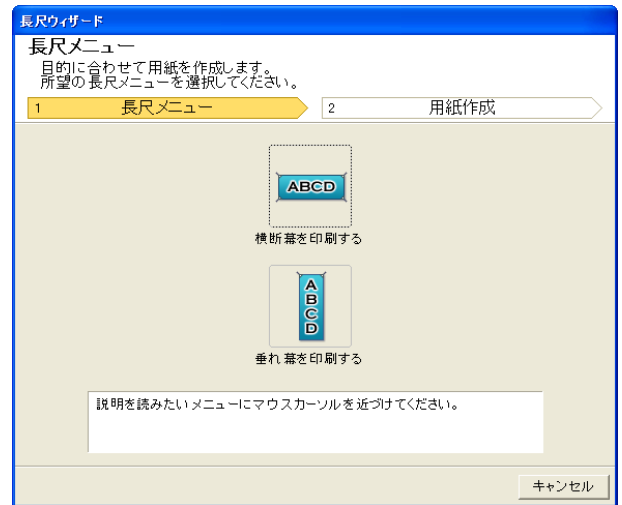 長尺ウィザード
長尺メニュー
目的に合わせて用紙を作成します。
所望の長尺メニューを選択してください。
1 長尺メニュー 2 用紙作成
ABCD
横断幕を印刷する
A
B
C
D
垂れ幕を印刷する
説明を読みたいメニューにマウスカーソルを近づけてください。
キャンセル